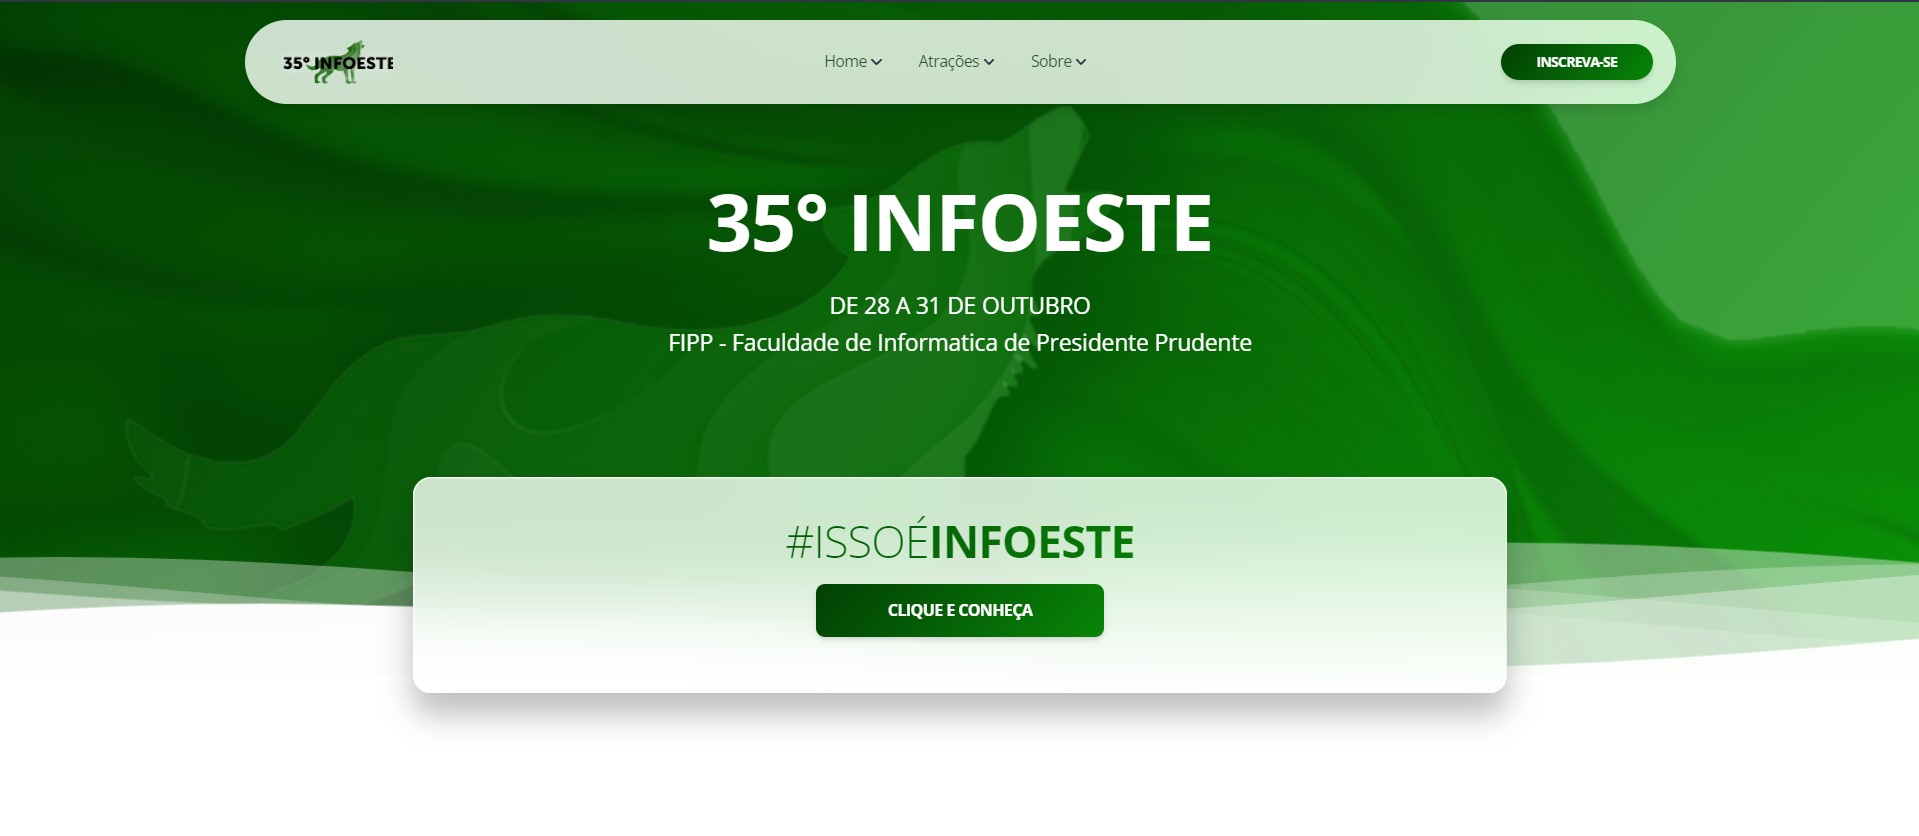 35° INFOESTE
Home
Atrações
Sobre
INSCREVA-SE
35° INFOESTE
DE 28 A 31 DE OUTUBRO
FIPP - Faculdade de Informatica de Presidente Prudente
#ISSOÉINFOESTE
CLIQUE E CONHEÇA